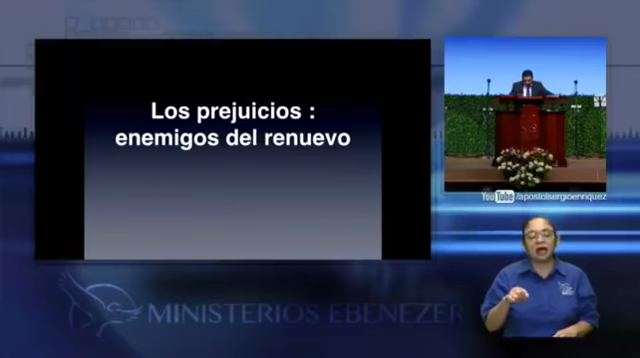 Los prejuicios :
enemigos del renuevo
YouTube /apostolsergioenriquez
MINISTERIOS EBENEZER